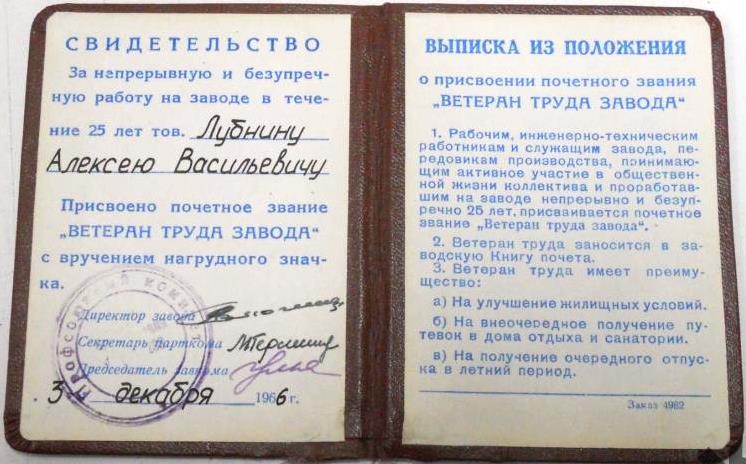 СВИДЕТЕЛЬСТВО
За непрерывную и безупреч-
ную работу на заводе в тече-
ние 25 лет тов. Лубнину
Алексею Васильевичу
Присвоено почетное звание
„ВЕТЕРАН ТРУДА ЗАВОДА“
с вручением нагрудного знач-
ка.
Директор завода
Секретарь парткома
Председатель завкома
3 декабря 1966 г.
Профсоюзный комитет
ВЫПИСКА ИЗ ПОЛОЖЕНИЯ
о присвоении почетного звания
„ВЕТЕРАН ТРУДА ЗАВОДА“
1. Рабочим, инженерно-техническим
работникам и служащим завода, пе-
редовикам производства, принимаю-
щим активное участие в обществен-
ной жизни коллектива и проработав-
шим на заводе непрерывно и безуп-
речно 25 лет, присваивается почетное
звание „Ветеран труда завода“.
2. Ветеран труда заносится в за-
водскую Книгу почета.
3. Ветеран труда имеет преиму-
щество:
а) На улучшение жилищных условий.
б) На внеочередное получение пу-
тевок в дома отдыха и санатории.
в) На получение очередного отпус-
ка в летний период.
Заказ 4982